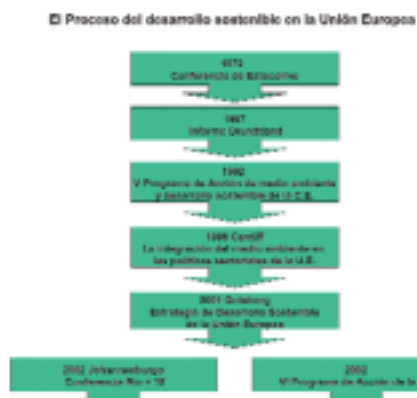 El Proceso del desarrollo sostenible en la Unión Europea
1972
Conferencia de Estocolmo
1987
Informe Brundtland
1992
V Programa de Acción de medio ambiente
y desarrollo sostenible de la C.E.
1998 Cardiff
La integración del medio ambiente en
las políticas sectoriales de la U.E.
2001 Goteborg
Estrategia de Desarrollo Sostenible
de la Unión Europea
2002 Johannesburgo
Conferencia Rio + 10
2002
VI Programa de Acción de la